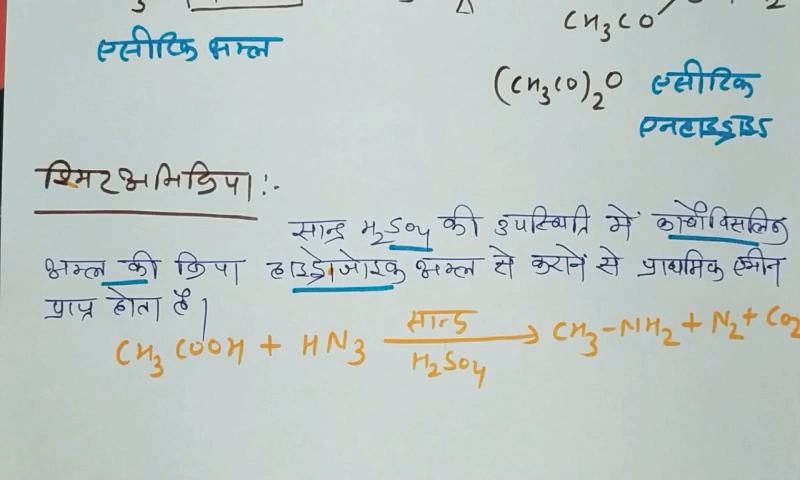 CH3CO
एसीटिक अम्ल
(CH3CO)2O एसीटिक
एनहाइड्राइड
श्मिट अभिक्रिया :-
सान्द्र H2SO4 की उपस्थिति में कार्बोक्सिलिक
अम्ल की क्रिया हाइड्रोजोइक अम्ल से कराने से प्राथमिक एमीन
प्राप्त होता है।
CH3COOH + HN3 सान्द्र H2SO4 → CH3-NH2 + N2 + CO2